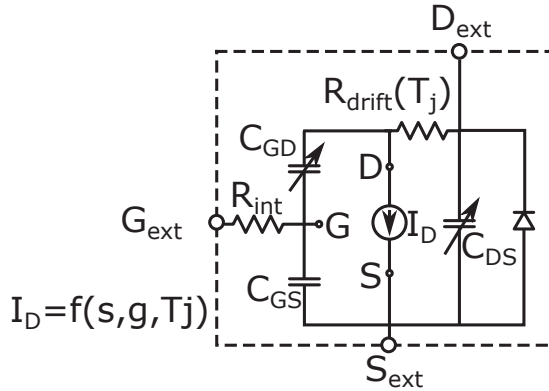 D_ext
R_drift(T_j)
C_GD
D
R_int
G_ext
G
I_D
C_DS
S
C_GS
I_D=f(s,g,Tj)
S_ext